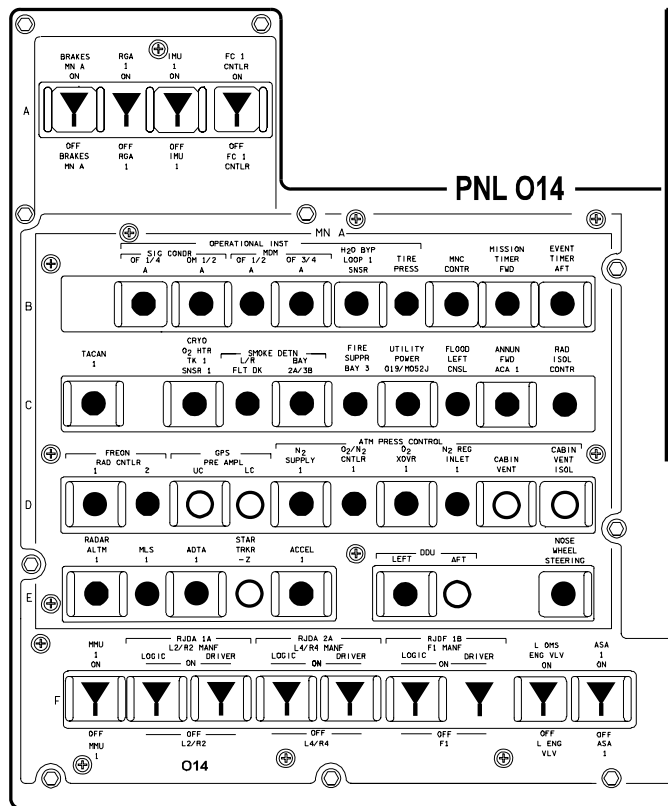 BRAKES RGA IMU FC 1
MN A 1 1 CNTLR
ON ON ON ON
A
OFF OFF OFF OFF
BRAKES RGA IMU FC 1
MN A 1 1 CNTLR
PNL O14
MN A
OPERATIONAL INST
SIG CONDR MDM H2O BYP MISSION EVENT
OF 1/4 OM 1/2 OF 1/2 OF 3/4 LOOP 1 TIRE MNC TIMER TIMER
A A A A SNSR PRESS CONTR FWD AFT
B
CRYO
TACAN O2 HTR SMOKE DETN FIRE UTILITY FLOOD ANNUN RAD
1 TK 1 L/R BAY SUPPR POWER LEFT FWD ISOL
SNSR 1 FLT DK 2A/3B BAY 3 O19/MO52J CNSL ACA 1 CONTR
C
ATM PRESS CONTROL
FREON GPS N2 O2/N2 O2 N2 REG CABIN
RAD CNTLR PRE AMPL SUPPLY CNTLR XOVR INLET CABIN VENT
1 2 UC LC 1 1 1 1 VENT ISOL
D
RADAR STAR NOSE
ALTM MLS ADTA TRKR ACCEL DDU WHEEL
1 1 1 -Z 1 LEFT AFT STEERING
E
MMU RJDA 1A RJDA 2A RJDF 1B L OMS ASA
1 L2/R2 MANF L4/R4 MANF F1 MANF ENG VLV 1
ON LOGIC ON DRIVER LOGIC ON DRIVER LOGIC ON DRIVER ON ON
F
OFF OFF OFF OFF OFF OFF
MMU L2/R2 L4/R4 F1 L ENG ASA
1 VLV 1
O14